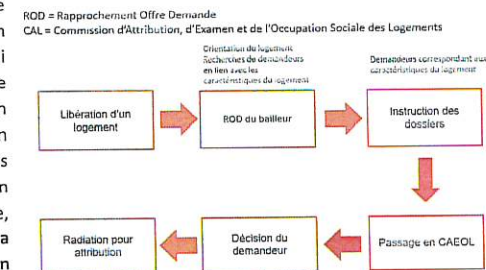 ROD = Rapprochement Offre Demande
CAL = Commission d'Attribution, d'Examen et de l'Occupation Sociale des Logements
Orientation du logement
Recherches de demandeurs
en lien avec les
caractéristiques du logement
Demandeurs correspondant aux
caractéristiques du logement
Libération d'un
logement
ROD du bailleur
Instruction des
dossiers
Passage en CAEOL
Décision du
demandeur
Radiation pour
attribution
e
n
i
e
n
n
s
n
e,
a
n